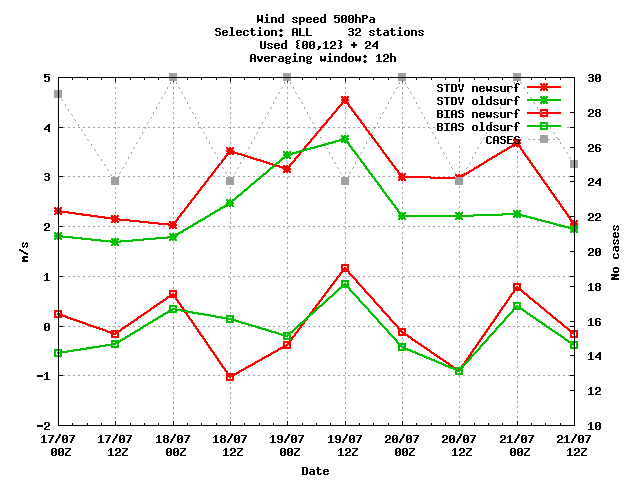 Wind speed 500hPa
Selection: ALL     32 stations
Used {00,12} + 24
Averaging window: 12h
STDV newsurf
STDV oldsurf
BIAS newsurf
BIAS oldsurf
CASES
5
4
3
2
1
0
-1
-2
m/s
30
28
26
24
22
20
18
16
14
12
10
No cases
17/07 17/07 18/07 18/07 19/07 19/07 20/07 20/07 21/07 21/07
00Z 12Z 00Z 12Z 00Z 12Z 00Z 12Z 00Z 12Z
Date